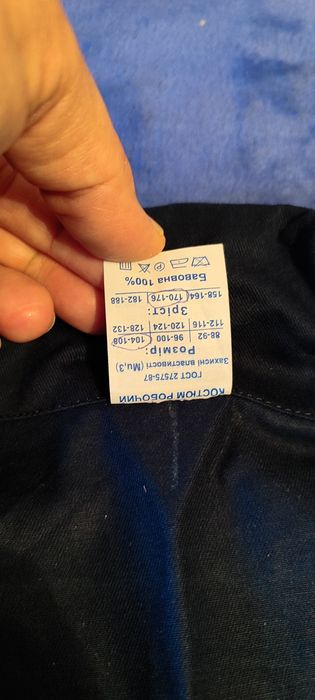 КОСТЮМ РОБОЧИЙ
ГОСТ 27575-87
Захисні властивості (Ми,З)
Розмір:
88-92 96-100 104-108
112-116 120-124 128-132
Зріст:
158-164 170-176 182-188
Бавовна 100%